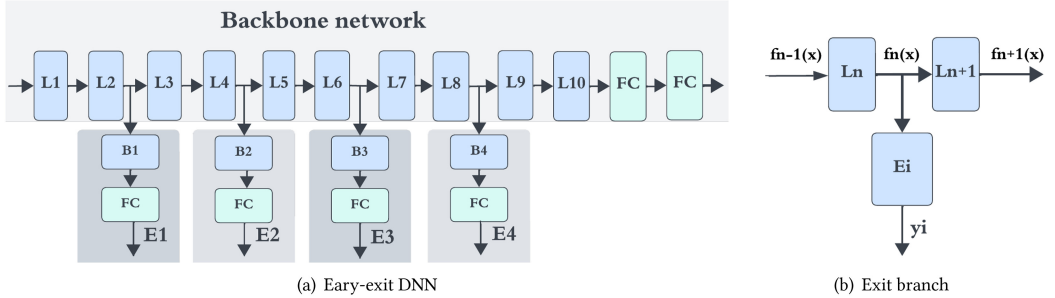 Backbone network
L1 L2 L3 L4 L5 L6 L7 L8 L9 L10 FC FC
B1 B2 B3 B4
FC FC FC FC
E1 E2 E3 E4
(a) Eary-exit DNN
fn-1(x) fn(x) fn+1(x)
Ln Ln+1
Ei
yi
(b) Exit branch